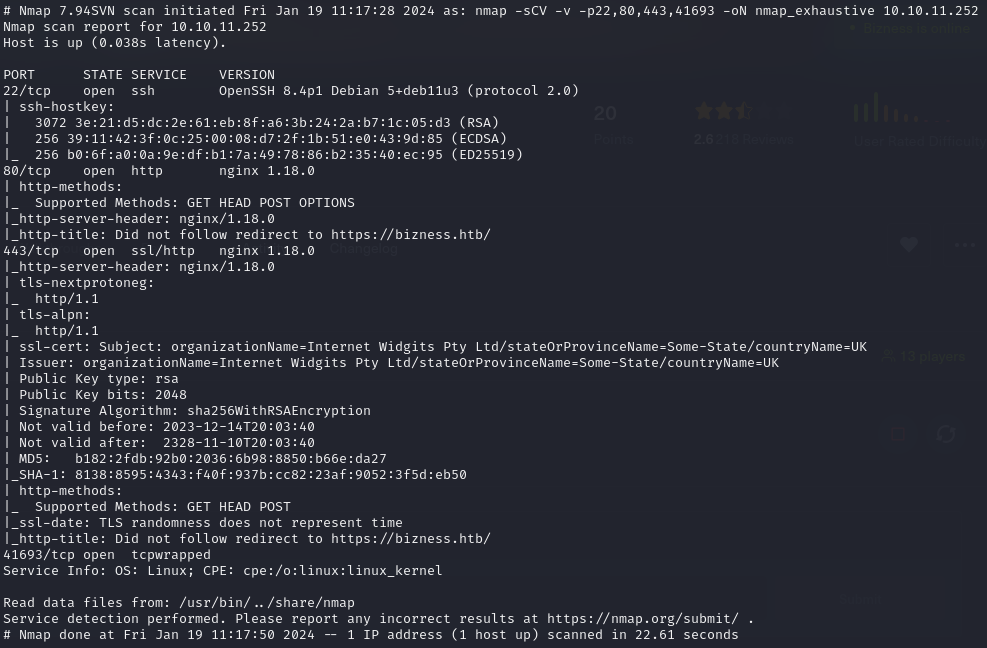 # Nmap 7.94SVN scan initiated Fri Jan 19 11:17:28 2024 as: nmap -sCV -v -p22,80,443,41693 -oN nmap_exhaustive 10.10.11.252
Nmap scan report for 10.10.11.252
Host is up (0.038s latency).
PORT      STATE SERVICE    VERSION
22/tcp    open  ssh        OpenSSH 8.4p1 Debian 5+deb11u3 (protocol 2.0)
| ssh-hostkey:
|   3072 3e:21:d5:dc:2e:61:eb:8f:a6:3b:24:2a:b7:1c:05:d3 (RSA)
|   256 39:11:42:3f:0c:25:00:08:d7:2f:1b:51:e0:43:9d:85 (ECDSA)
|_  256 b0:6f:a0:0a:9e:df:b1:7a:49:78:86:b2:35:40:ec:95 (ED25519)
80/tcp    open  http       nginx 1.18.0
| http-methods:
|_  Supported Methods: GET HEAD POST OPTIONS
|_http-server-header: nginx/1.18.0
|_http-title: Did not follow redirect to https://bizness.htb/
443/tcp   open  ssl/http   nginx 1.18.0
|_http-server-header: nginx/1.18.0
| tls-nextprotoneg:
|_  http/1.1
| tls-alpn:
|_  http/1.1
| ssl-cert: Subject: organizationName=Internet Widgits Pty Ltd/stateOrProvinceName=Some-State/countryName=UK
| Issuer: organizationName=Internet Widgits Pty Ltd/stateOrProvinceName=Some-State/countryName=UK
| Public Key type: rsa
| Public Key bits: 2048
| Signature Algorithm: sha256WithRSAEncryption
| Not valid before: 2023-12-14T20:03:40
| Not valid after:  2328-11-10T20:03:40
| MD5:   b182:2fdb:92b0:2036:6b98:8850:b66e:da27
|_SHA-1: 8138:8595:4343:f40f:937b:cc82:23af:9052:3f5d:eb50
| http-methods:
|_  Supported Methods: GET HEAD POST
|_ssl-date: TLS randomness does not represent time
|_http-title: Did not follow redirect to https://bizness.htb/
41693/tcp open  tcpwrapped
Service Info: OS: Linux; CPE: cpe:/o:linux:linux_kernel
Read data files from: /usr/bin/../share/nmap
Service detection performed. Please report any incorrect results at https://nmap.org/submit/ .
# Nmap done at Fri Jan 19 11:17:50 2024 -- 1 IP address (1 host up) scanned in 22.61 seconds
20
Points
Changelog
13 players